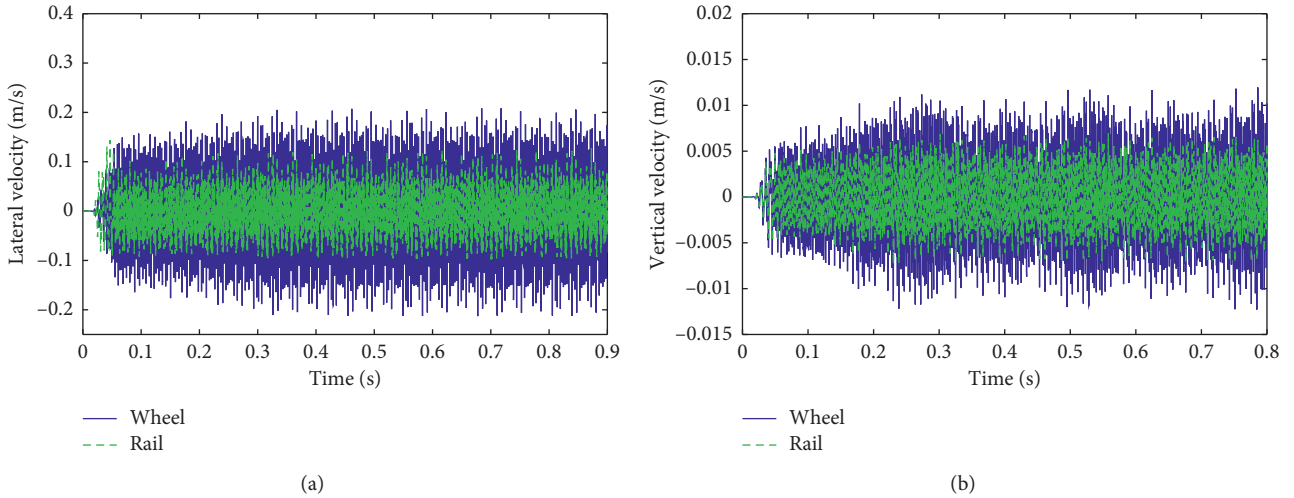 0.4
0.3
0.2
0.1
0
–0.1
–0.2
Lateral velocity (m/s)
0 0.1 0.2 0.3 0.4 0.5 0.6 0.7 0.8 0.9
Time (s)
Wheel
Rail
(a)
0.02
0.015
0.01
0.005
0
–0.005
–0.01
–0.015
Vertical velocity (m/s)
0 0.1 0.2 0.3 0.4 0.5 0.6 0.7 0.8
Time (s)
Wheel
Rail
(b)